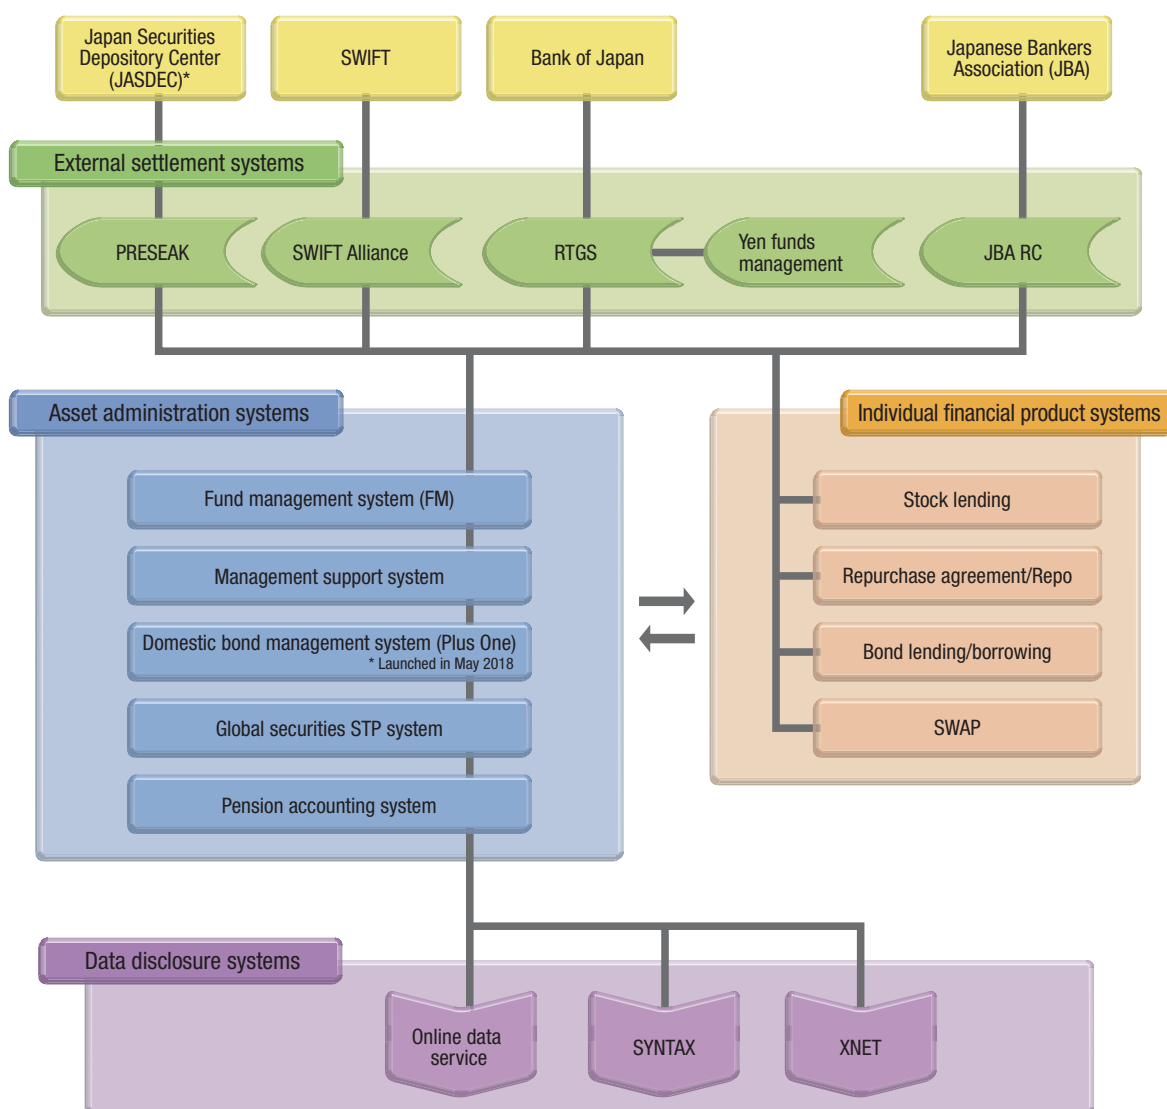 Japan Securities
Depository Center
(JASDEC)*
SWIFT
Bank of Japan
Japanese Bankers
Association (JBA)
External settlement systems
PRESEAK
SWIFT Alliance
RTGS
Yen funds
management
JBA RC
Asset administration systems
Fund management system (FM)
Management support system
Domestic bond management system (Plus One)
* Launched in May 2018
Global securities STP system
Pension accounting system
Individual financial product systems
Stock lending
Repurchase agreement/Repo
Bond lending/borrowing
SWAP
Data disclosure systems
Online data
service
SYNTAX
XNET